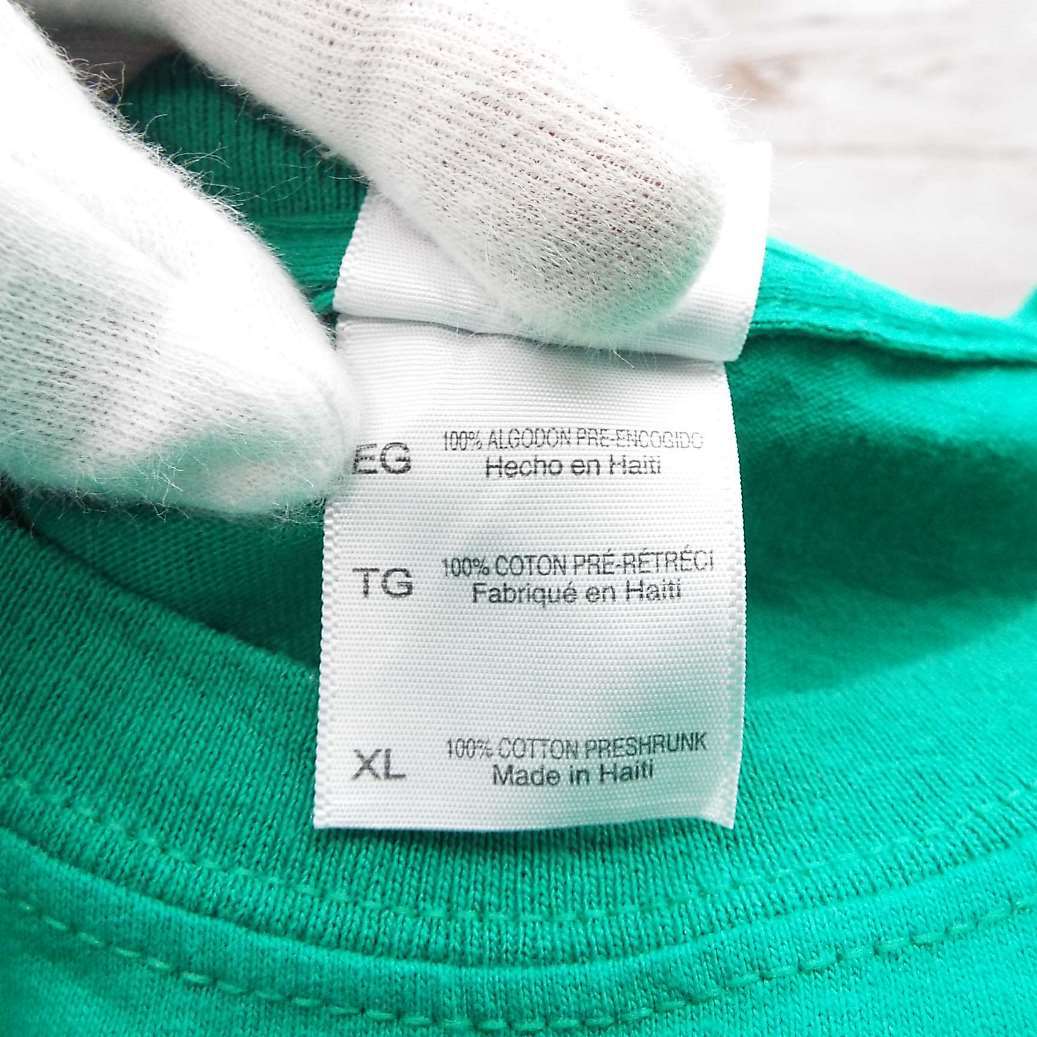 EG 100% ALGODON PRE-ENCOGIDO
Hecho en Haiti
TG 100% COTON PRÉ-RÉTRÉCI
Fabriqué en Haiti
XL 100% COTTON PRESHRUNK
Made in Haiti